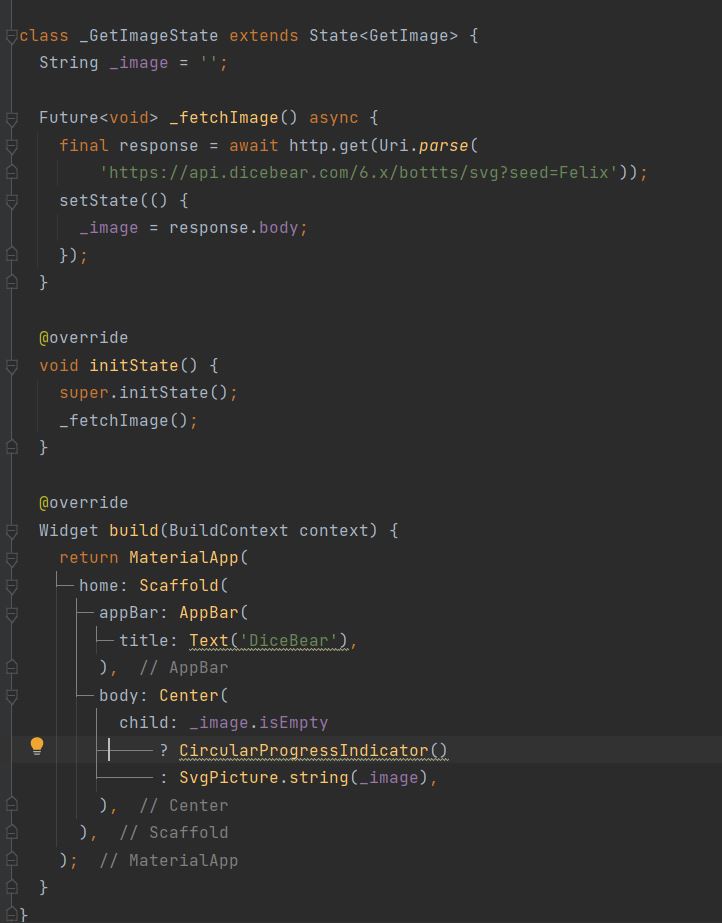 class _GetImageState extends State<GetImage> {
  String _image = '';

  Future<void> _fetchImage() async {
    final response = await http.get(Uri.parse(
        'https://api.dicebear.com/6.x/bottts/svg?seed=Felix'));
    setState(() {
      _image = response.body;
    });
  }

  @override
  void initState() {
    super.initState();
    _fetchImage();
  }

  @override
  Widget build(BuildContext context) {
    return MaterialApp(
      home: Scaffold(
        appBar: AppBar(
          title: Text('DiceBear'),
        ),  // AppBar
        body: Center(
          child: _image.isEmpty
              ? CircularProgressIndicator()
              : SvgPicture.string(_image),
        ),  // Center
      ),  // Scaffold
    );  // MaterialApp
  }
}